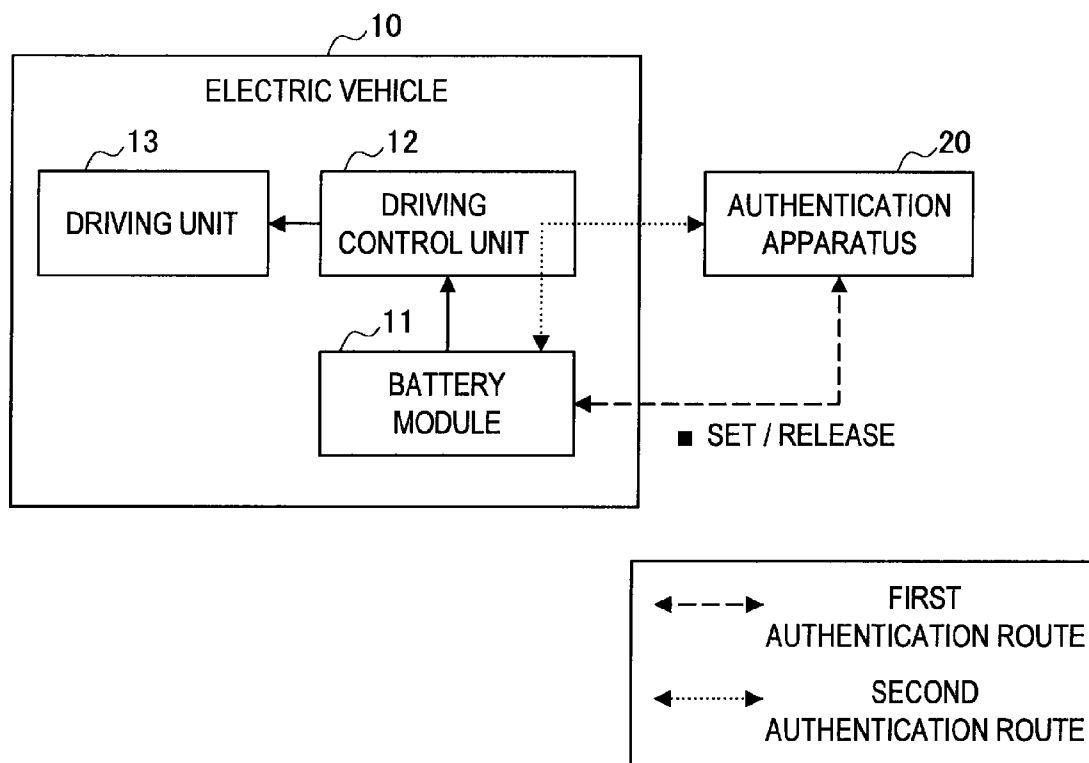 10
ELECTRIC VEHICLE
13
12
20
DRIVING UNIT
DRIVING
CONTROL UNIT
AUTHENTICATION
APPARATUS
11
BATTERY
MODULE
■ SET / RELEASE
FIRST
AUTHENTICATION ROUTE
SECOND
AUTHENTICATION ROUTE